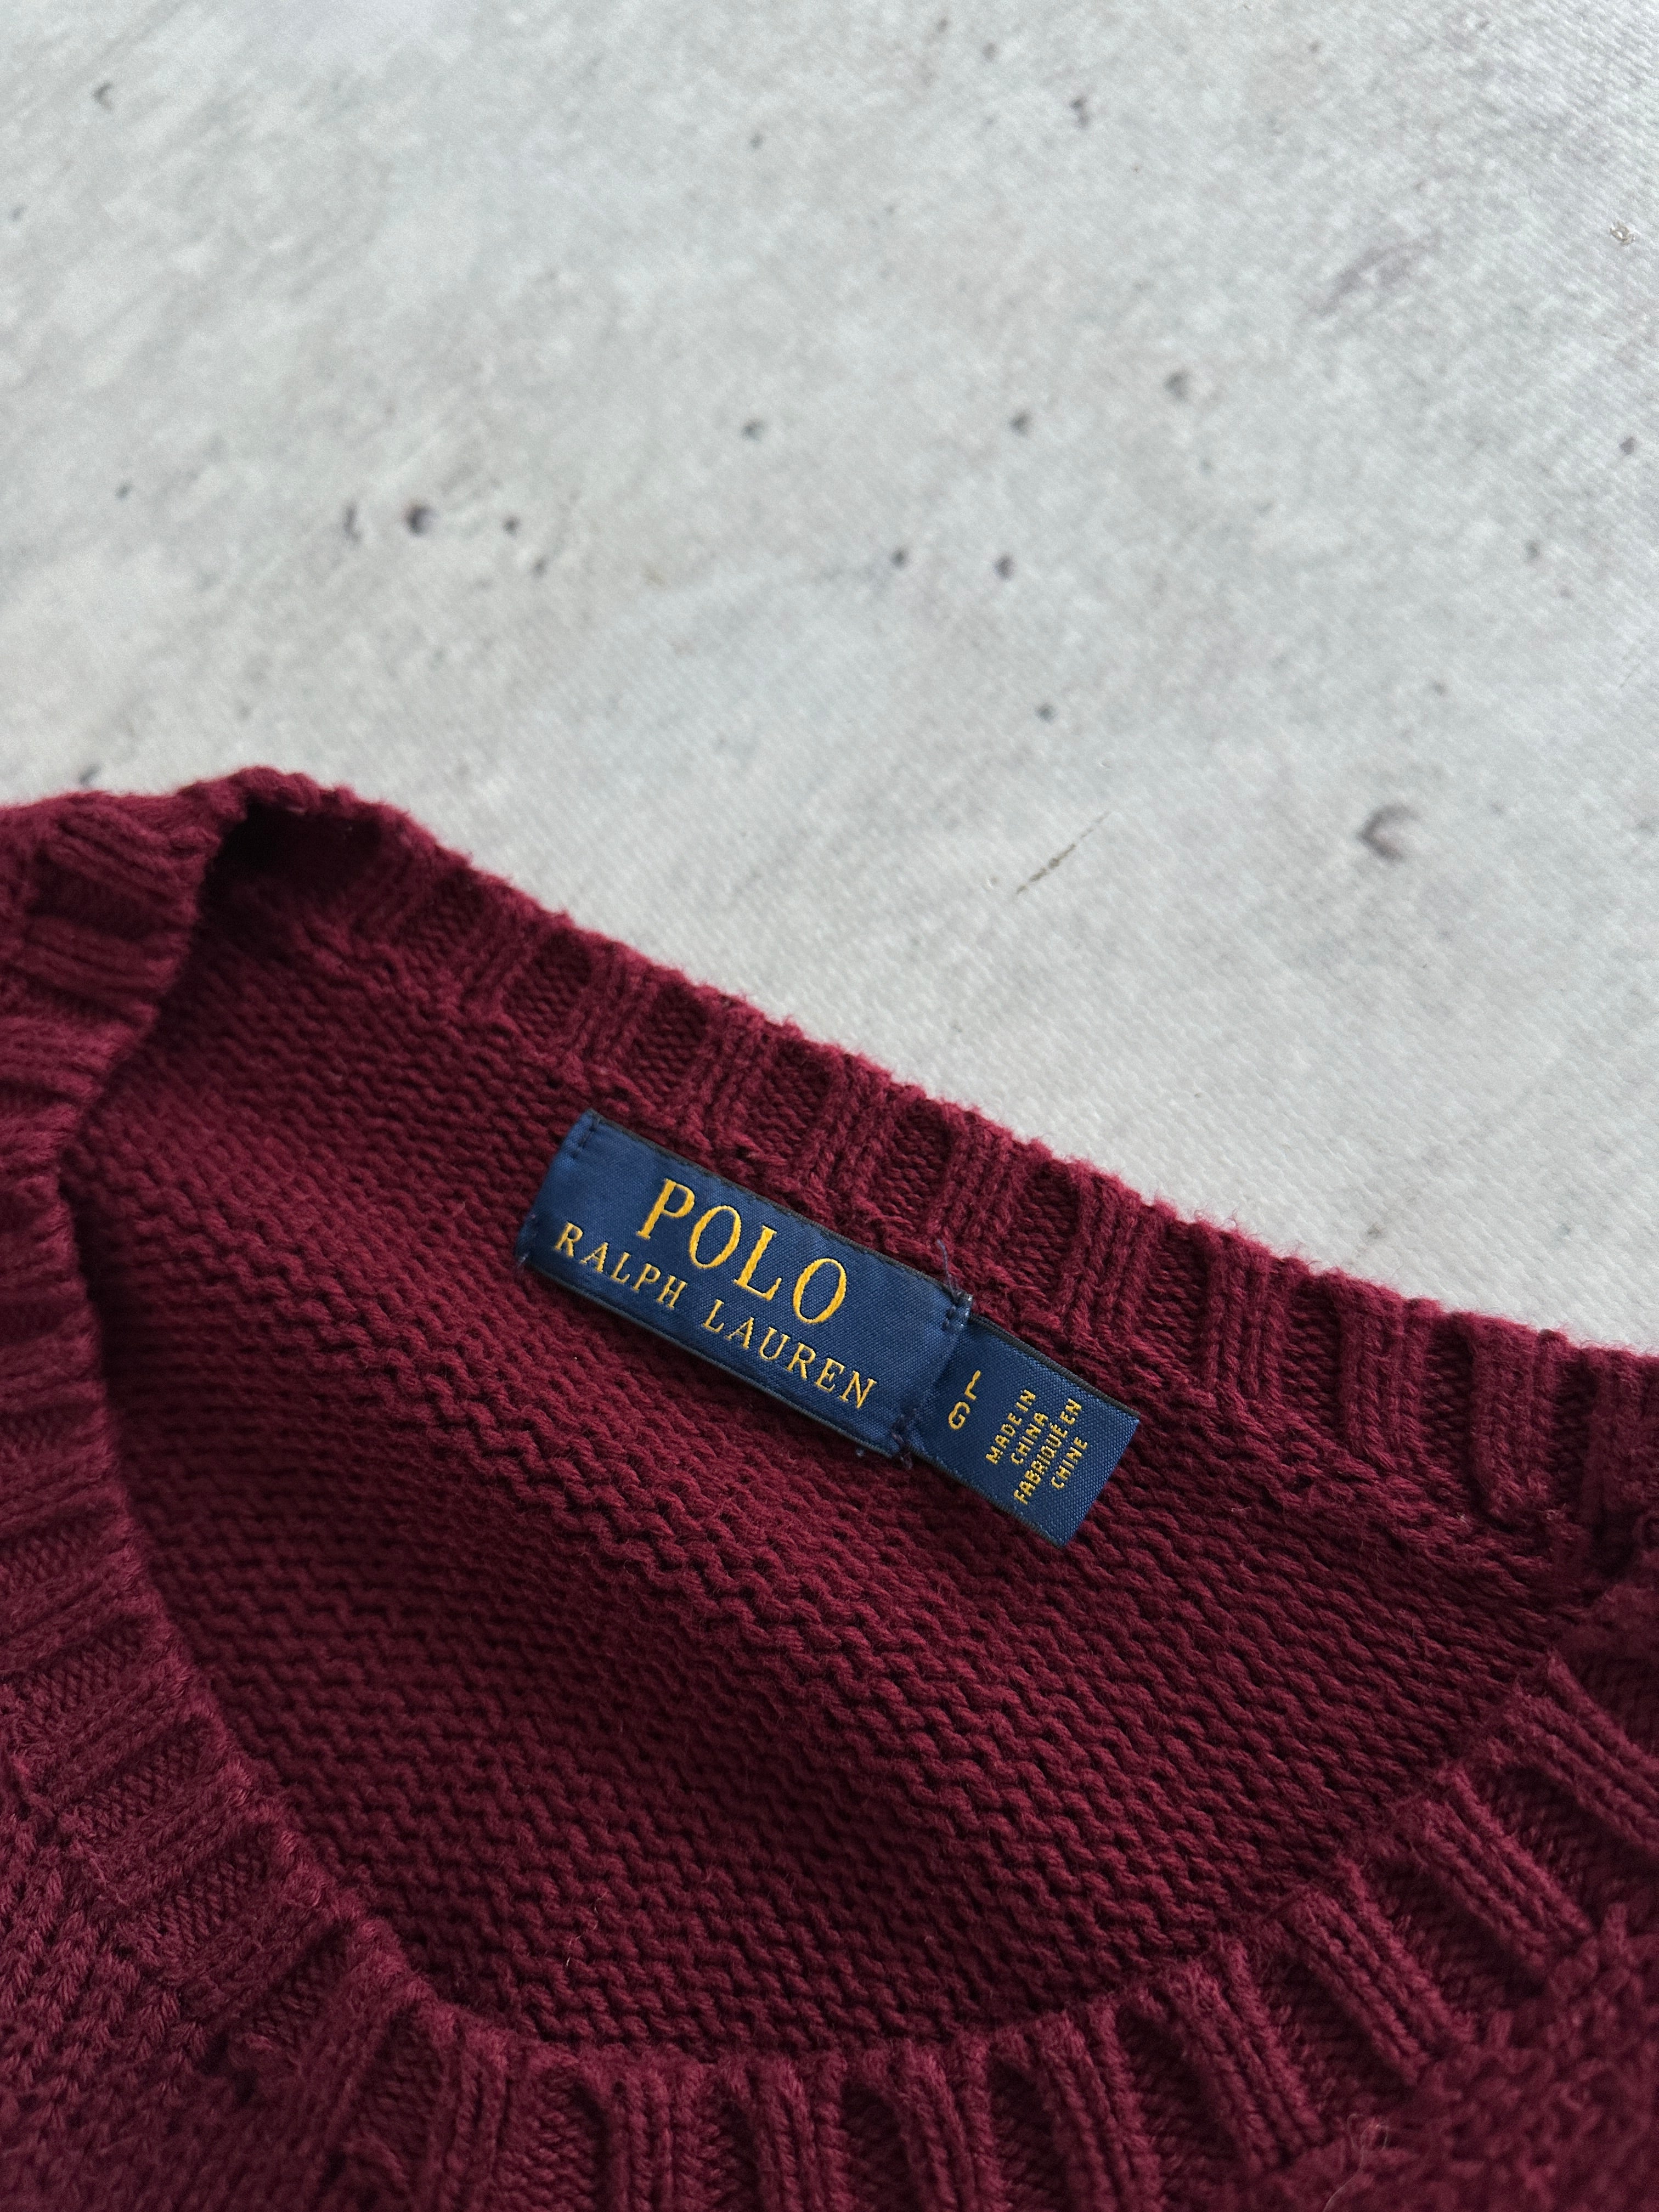 POLO
RALPH LAUREN
L
G
MADE IN
CHINA
FABRIQUÉ EN
CHINE